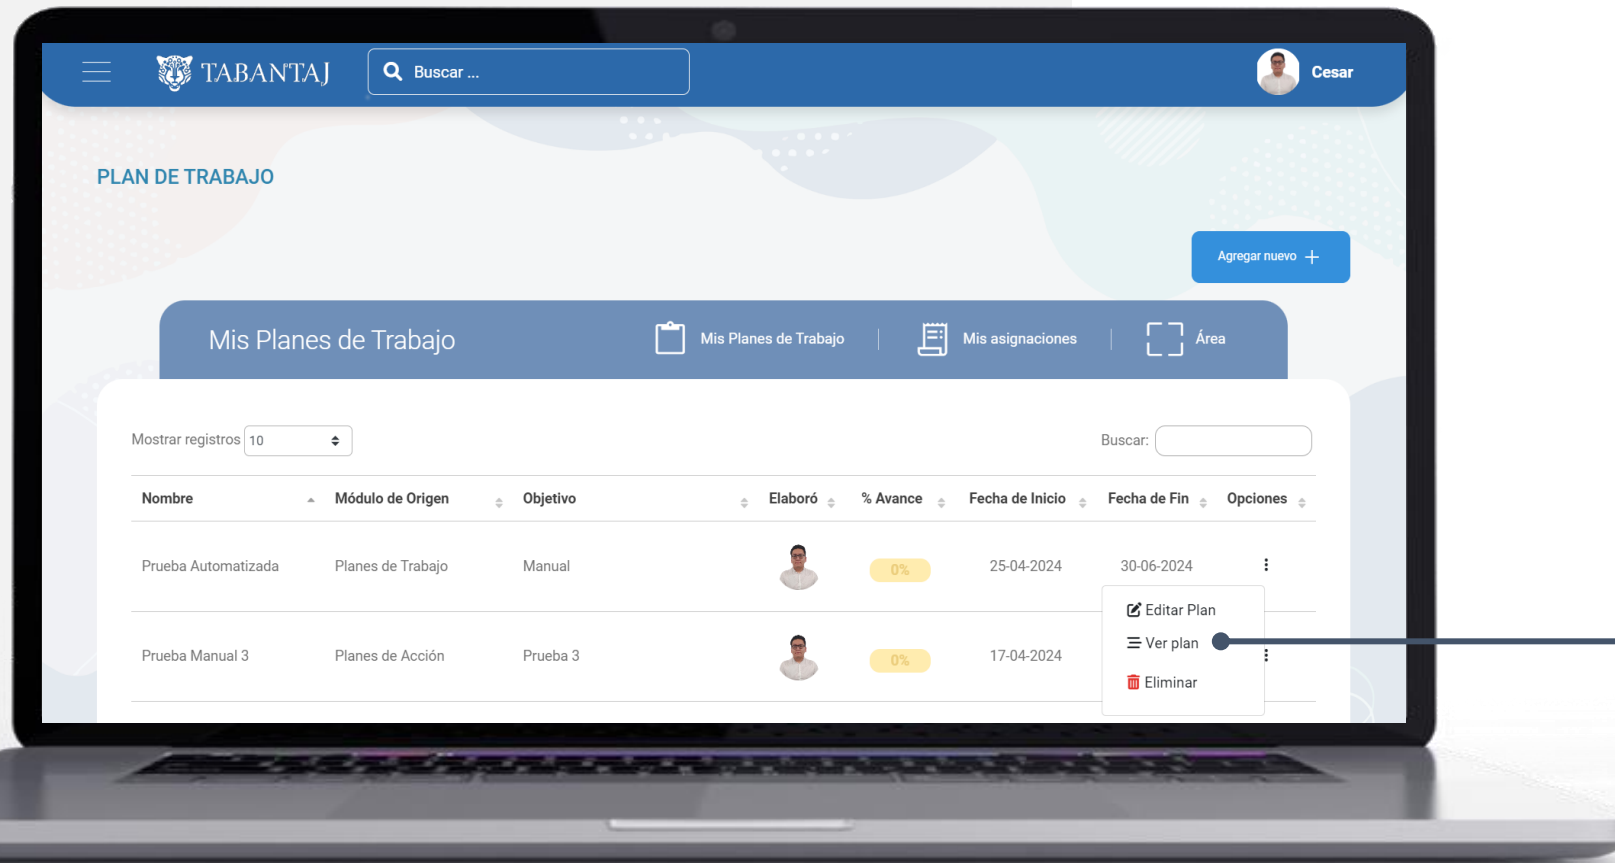 TABANTAJ
Buscar ...
Cesar
PLAN DE TRABAJO
Agregar nuevo +
Mis Planes de Trabajo
Mis Planes de Trabajo
Mis asignaciones
Área
Mostrar registros 10
Buscar:
Nombre Módulo de Origen Objetivo Elaboró % Avance Fecha de Inicio Fecha de Fin Opciones
Prueba Automatizada Planes de Trabajo Manual 0% 25-04-2024 30-06-2024
Editar Plan
Ver plan
Eliminar
Prueba Manual 3 Planes de Acción Prueba 3 0% 17-04-2024